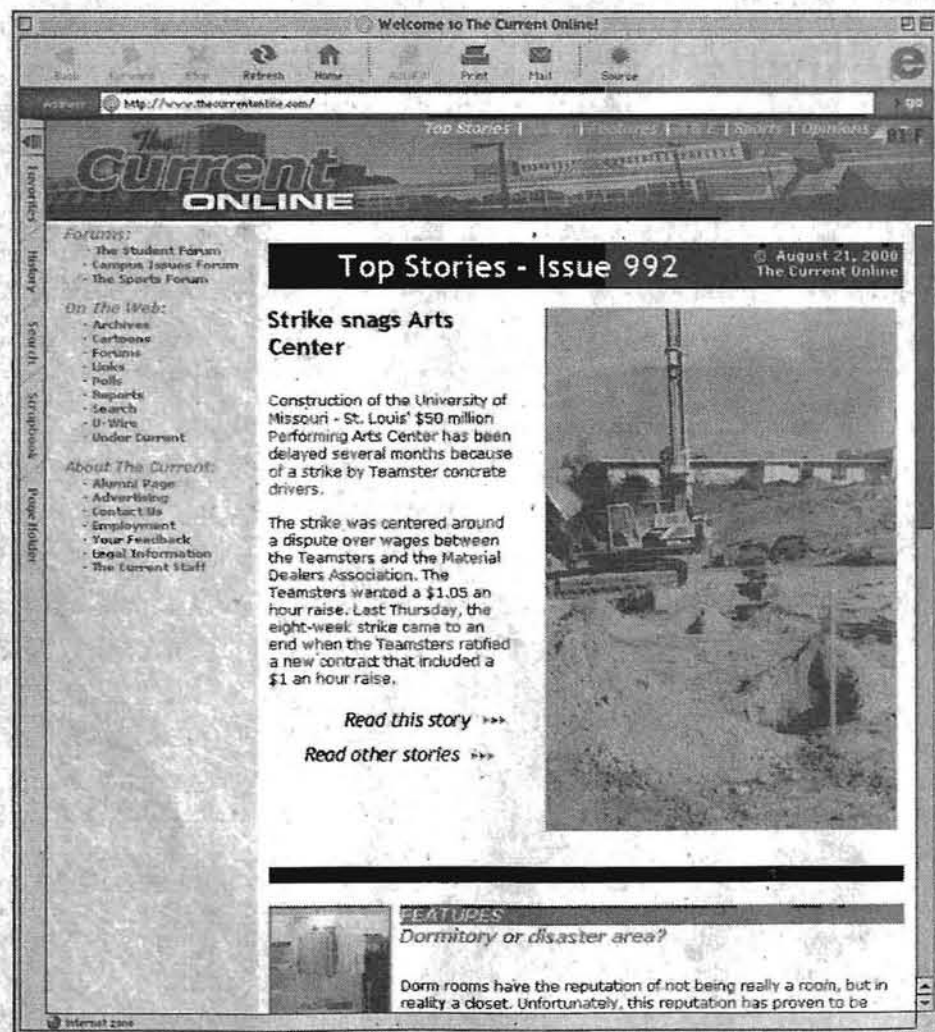 Welcome to The Current Online!
Back Forward Stop Refresh Home AutoFill Print Mail Source
Address http://www.thecurrentonline.com/ go
Top Stories | News | Features | A & E | Sports | Opinions
The
Current
ONLINE
Favorites
History
Search
Scrapbook
Page Holder
Forums:
- The Student Forum
- Campus Issues Forum
- The Sports Forum
On The Web:
- Archives
- Cartoons
- Forums
- Links
- Polls
- Reports
- Search
- U-Wire
- Under Current
About The Current:
- Alumni Page
- Advertising
- Contact Us
- Employment
- Your Feedback
- Legal Information
- The Current Staff
Top Stories - Issue 992
© August 21, 2000
The Current Online
Strike snags Arts
Center
Construction of the University of
Missouri - St. Louis' $50 million
Performing Arts Center has been
delayed several months because
of a strike by Teamster concrete
drivers.
The strike was centered around
a dispute over wages between
the Teamsters and the Material
Dealers Association. The
Teamsters wanted a $1.05 an
hour raise. Last Thursday, the
eight-week strike came to an
end when the Teamsters ratified
a new contract that included a
$1 an hour raise.
Read this story
Read other stories
FEATURES
Dormitory or disaster area?
Dorm rooms have the reputation of not being really a room, but in
reality a closet. Unfortunately, this reputation has proven to be
Internet zone